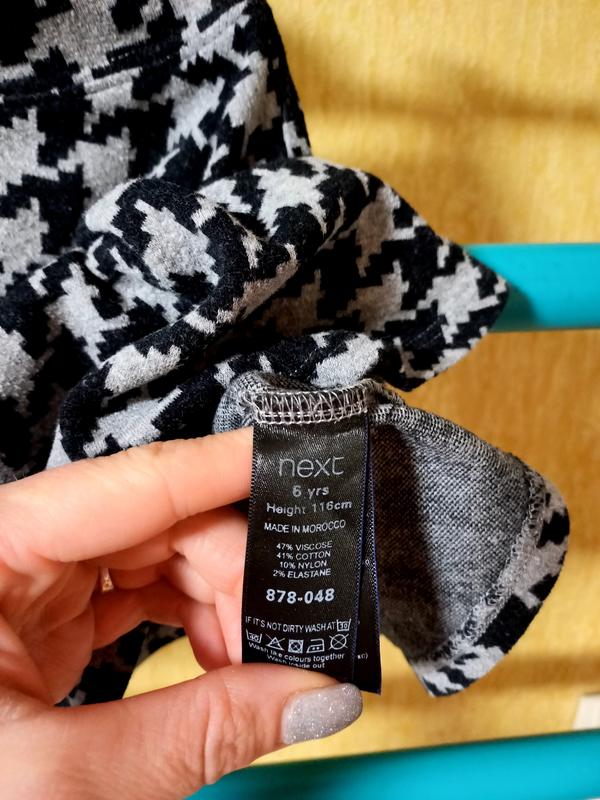 next
6 yrs
Height 116cm
MADE IN MOROCCO
47% VISCOSE
41% COTTON
10% NYLON
2% ELASTANE
878-048
IF IT'S NOT DIRTY WASH AT 30
Wash like colours together
Wash inside out